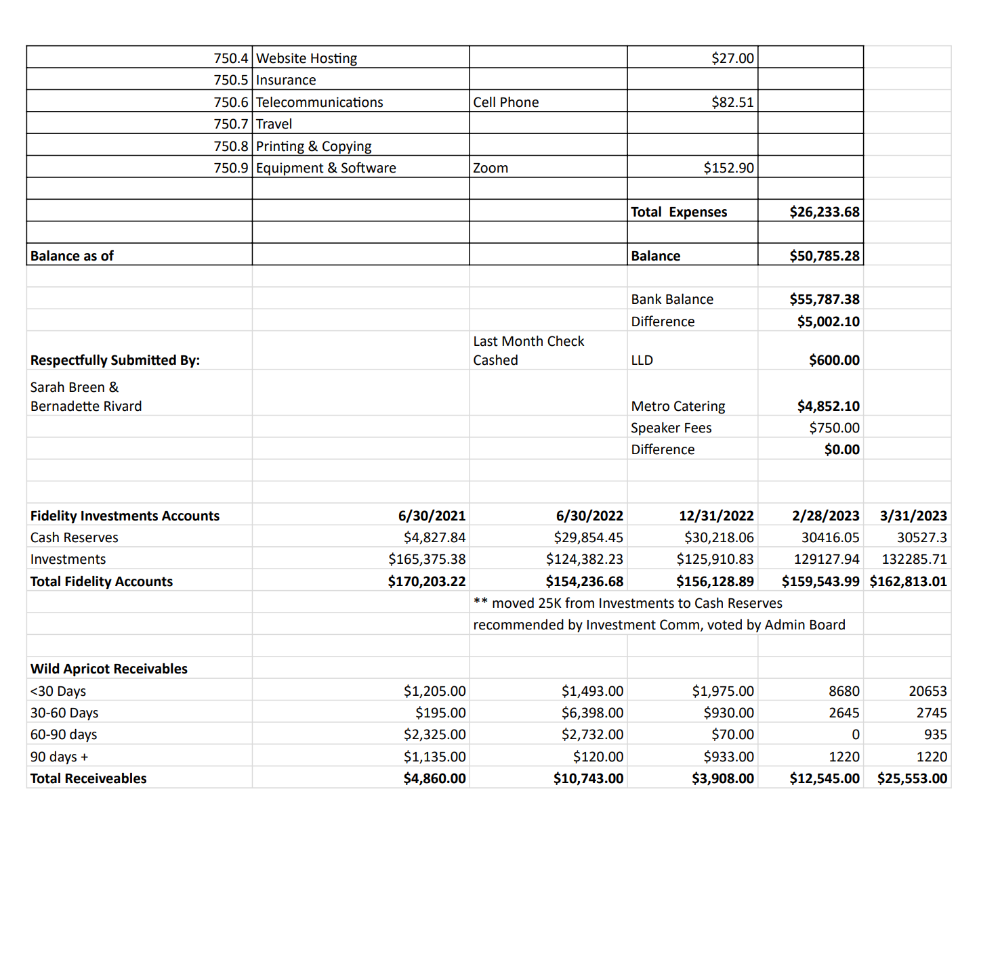 750.4 Website Hosting $27.00
750.5 Insurance
750.6 Telecommunications Cell Phone $82.51
750.7 Travel
750.8 Printing & Copying
750.9 Equipment & Software Zoom $152.90
Total  Expenses $26,233.68
Balance as of Balance $50,785.28
Bank Balance $55,787.38
Difference $5,002.10
Last Month Check
Respectfully Submitted By: Cashed LLD $600.00
Sarah Breen &
Bernadette Rivard Metro Catering $4,852.10
Speaker Fees $750.00
Difference $0.00
Fidelity Investments Accounts 6/30/2021 6/30/2022 12/31/2022 2/28/2023 3/31/2023
Cash Reserves $4,827.84 $29,854.45 $30,218.06 30416.05 30527.3
Investments $165,375.38 $124,382.23 $125,910.83 129127.94 132285.71
Total Fidelity Accounts $170,203.22 $154,236.68 $156,128.89 $159,543.99 $162,813.01
** moved 25K from Investments to Cash Reserves
recommended by Investment Comm, voted by Admin Board
Wild Apricot Receivables
<30 Days $1,205.00 $1,493.00 $1,975.00 8680 20653
30-60 Days $195.00 $6,398.00 $930.00 2645 2745
60-90 days $2,325.00 $2,732.00 $70.00 0 935
90 days + $1,135.00 $120.00 $933.00 1220 1220
Total Receiveables $4,860.00 $10,743.00 $3,908.00 $12,545.00 $25,553.00